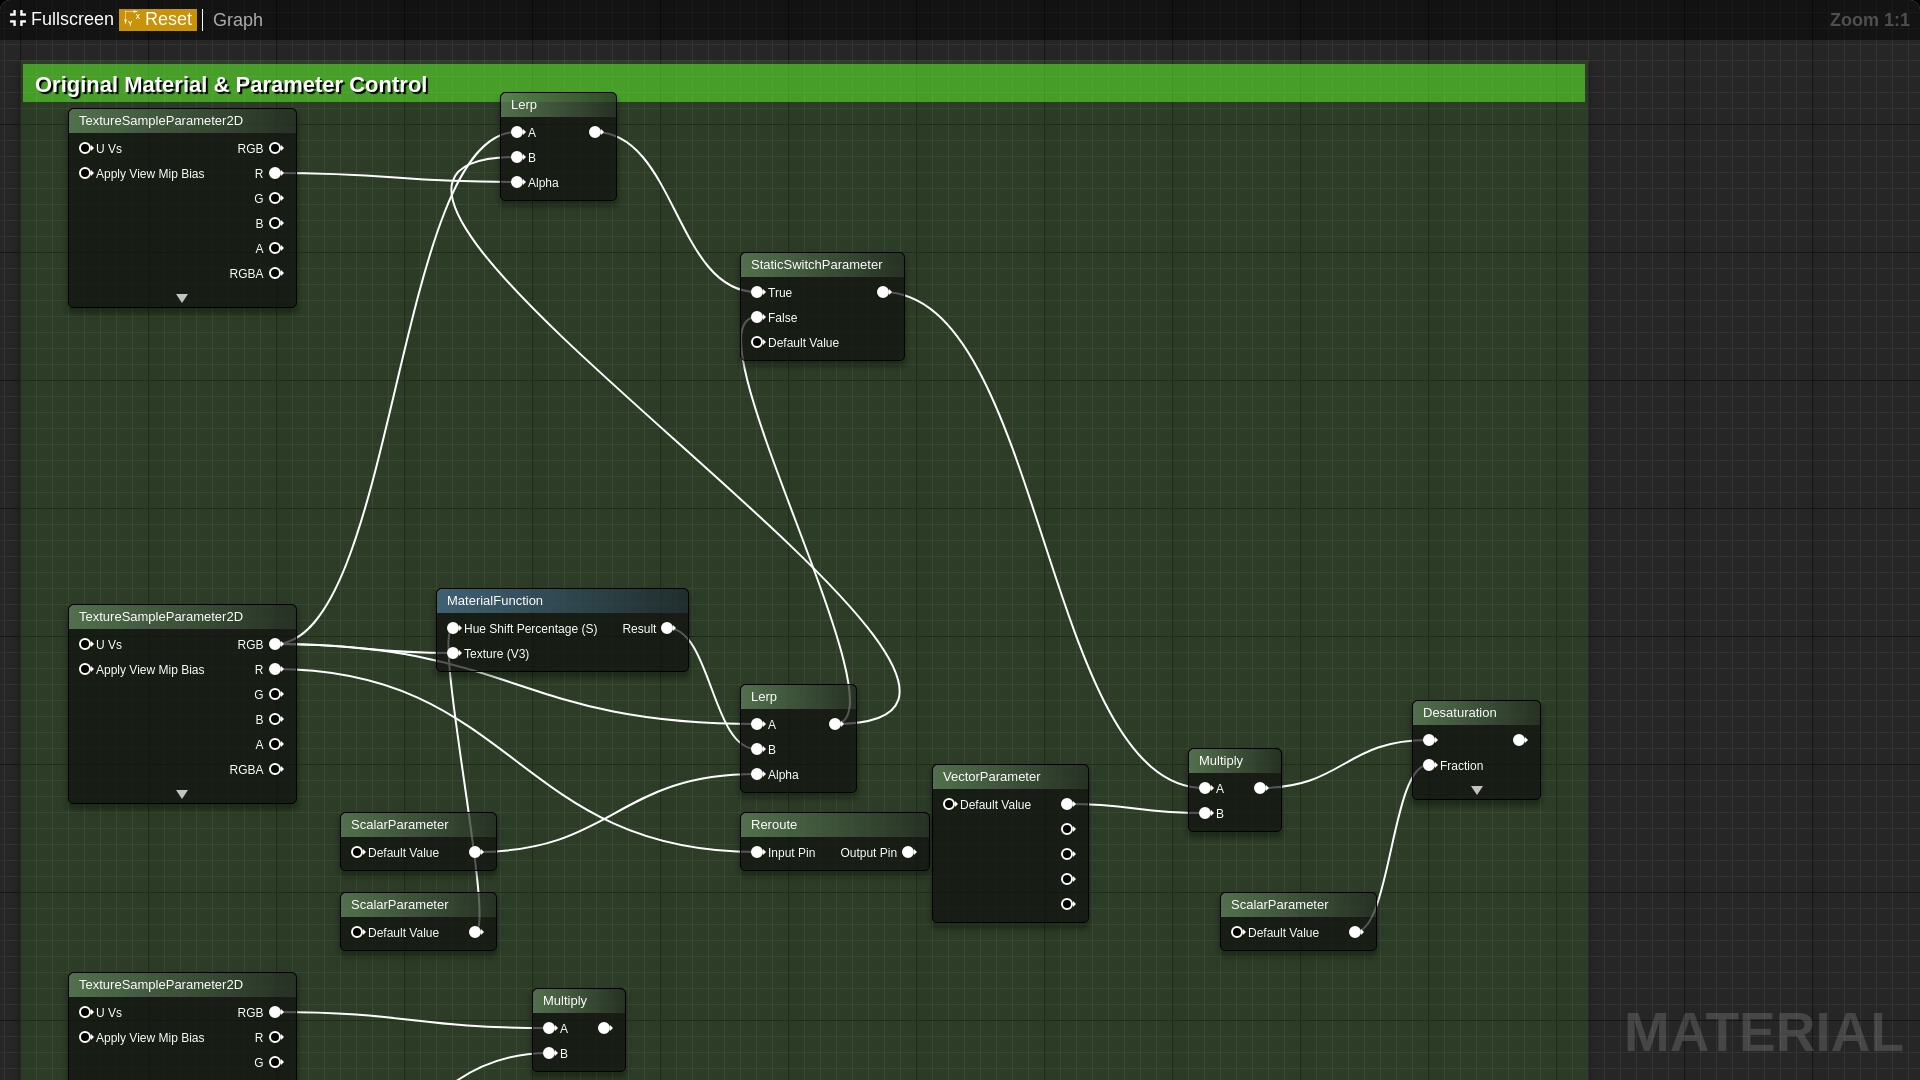 Fullscreen Reset Graph Zoom 1:1
Original Material & Parameter Control
TextureSampleParameter2D
U Vs RGB
Apply View Mip Bias R
G
B
A
RGBA
Lerp
A
B
Alpha
StaticSwitchParameter
True
False
Default Value
TextureSampleParameter2D
U Vs RGB
Apply View Mip Bias R
G
B
A
RGBA
MaterialFunction
Hue Shift Percentage (S) Result
Texture (V3)
Lerp
A
B
Alpha
ScalarParameter
Default Value
Reroute
Input Pin Output Pin
VectorParameter
Default Value
Multiply
A
B
Desaturation
Fraction
ScalarParameter
Default Value
ScalarParameter
Default Value
TextureSampleParameter2D
U Vs RGB
Apply View Mip Bias R
G
Multiply
A
B
MATERIAL